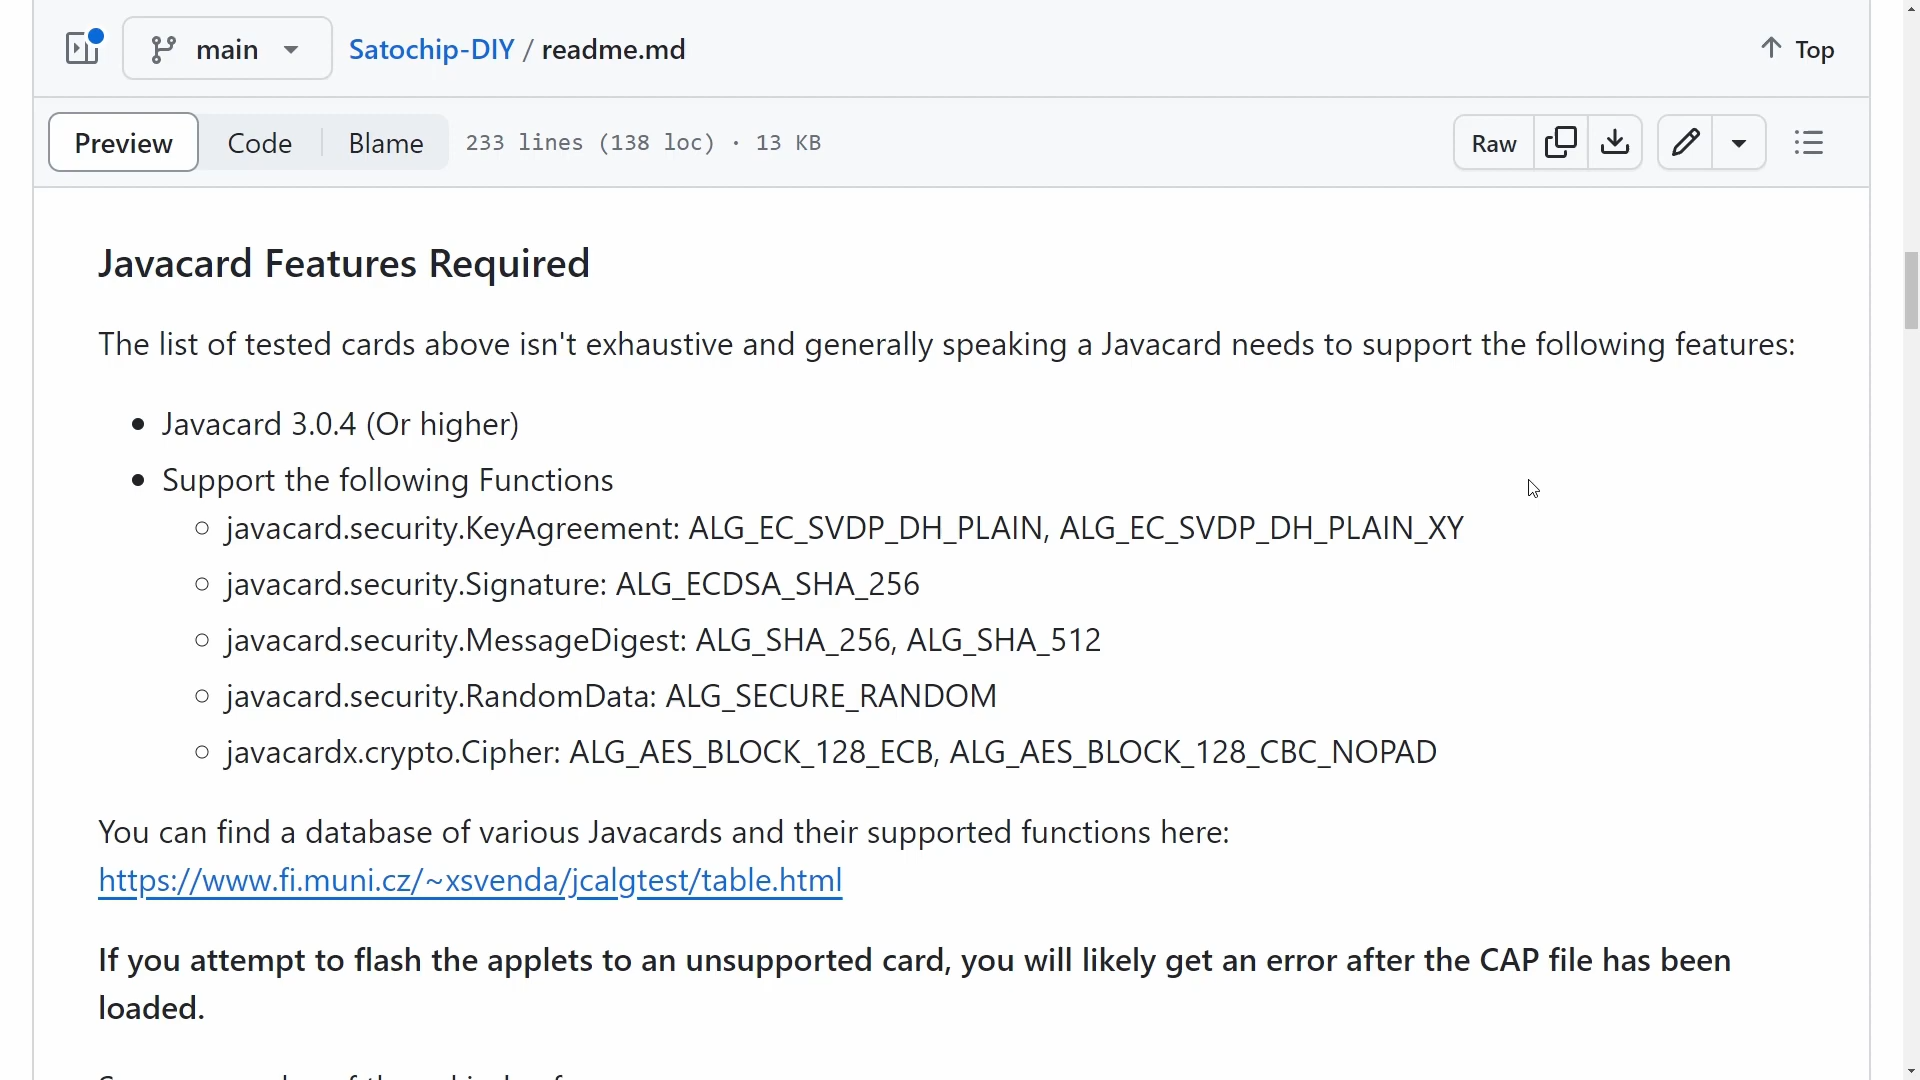 main
Satochip-DIY / readme.md
Top
Preview
Code
Blame
233 lines (138 loc) · 13 KB
Raw
Javacard Features Required
The list of tested cards above isn't exhaustive and generally speaking a Javacard needs to support the following features:
Javacard 3.0.4 (Or higher)
Support the following Functions
javacard.security.KeyAgreement: ALG_EC_SVDP_DH_PLAIN, ALG_EC_SVDP_DH_PLAIN_XY
javacard.security.Signature: ALG_ECDSA_SHA_256
javacard.security.MessageDigest: ALG_SHA_256, ALG_SHA_512
javacard.security.RandomData: ALG_SECURE_RANDOM
javacardx.crypto.Cipher: ALG_AES_BLOCK_128_ECB, ALG_AES_BLOCK_128_CBC_NOPAD
You can find a database of various Javacards and their supported functions here:
https://www.fi.muni.cz/~xsvenda/jcalgtest/table.html
If you attempt to flash the applets to an unsupported card, you will likely get an error after the CAP file has been
loaded.